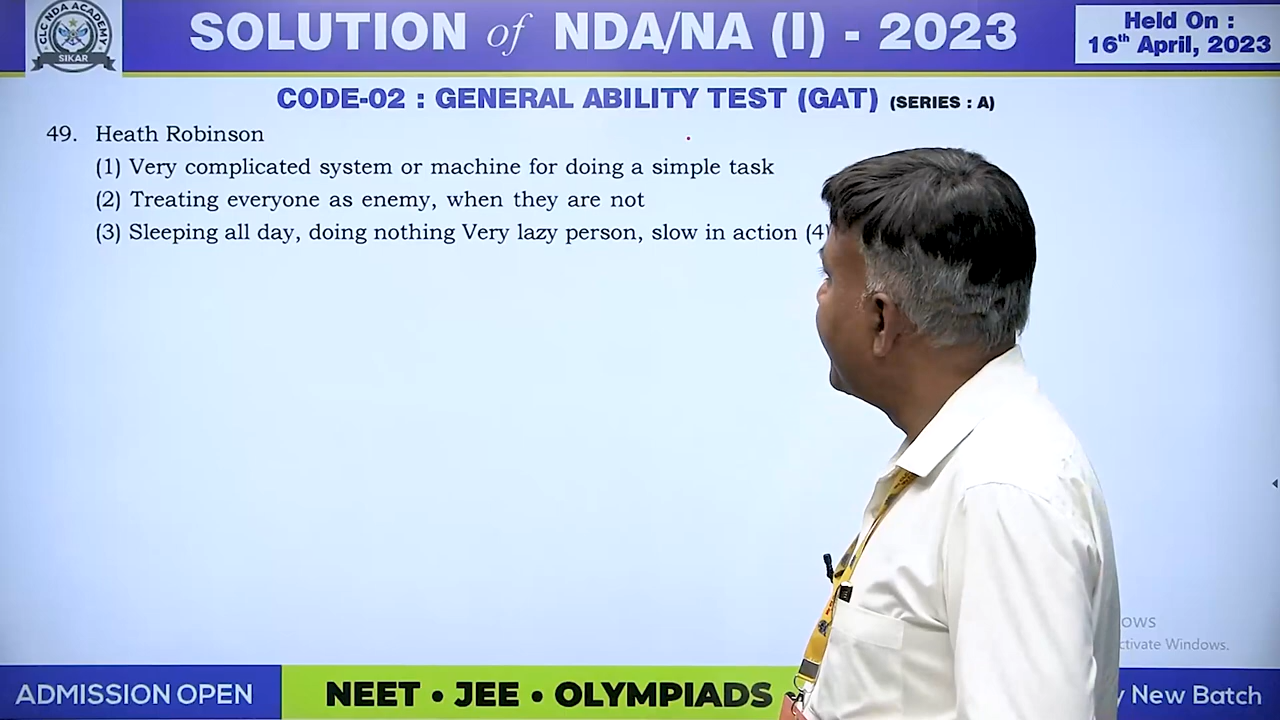 CLC NDA ACADEMY
SIKAR
SOLUTION of NDA/NA (I) - 2023
Held On :
16th April, 2023
CODE-02 : GENERAL ABILITY TEST (GAT) (SERIES : A)
49. Heath Robinson
(1) Very complicated system or machine for doing a simple task
(2) Treating everyone as enemy, when they are not
(3) Sleeping all day, doing nothing Very lazy person, slow in action (4)
ctivate Windows.
ADMISSION OPEN
NEET • JEE • OLYMPIADS
New Batch